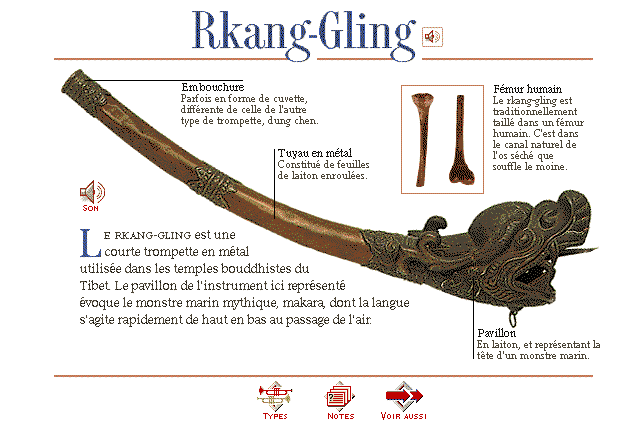 Rkang-Gling
Embouchure
Parfois en forme de cuvette,
différente de celle de l'autre
type de trompette, dung chen.
Fémur humain
Le rkang-gling est
traditionnellement
taillé dans un fémur
humain. C'est dans
le canal naturel de
l'os séché que
souffle le moine.
Tuyau en métal
Constitué de feuilles
de laiton enroulées.
Son
LE RKANG-GLING est une
courte trompette en métal
utilisée dans les temples bouddhistes du
Tibet. Le pavillon de l'instrument ici représenté
évoque le monstre marin mythique, makara, dont la langue
s'agite rapidement de haut en bas au passage de l'air.
Pavillon
En laiton, et représentant la
tête d'un monstre marin.
Types
Notes
Voir aussi